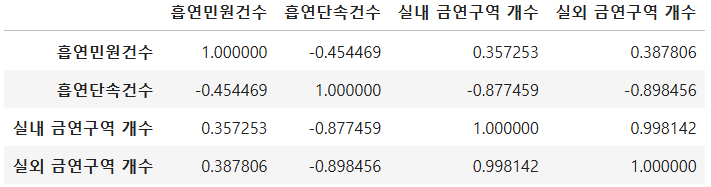 흡연민원건수 흡연단속건수 실내 금연구역 개수 실외 금연구역 개수
흡연민원건수 1.000000 -0.454469 0.357253 0.387806
흡연단속건수 -0.454469 1.000000 -0.877459 -0.898456
실내 금연구역 개수 0.357253 -0.877459 1.000000 0.998142
실외 금연구역 개수 0.387806 -0.898456 0.998142 1.000000